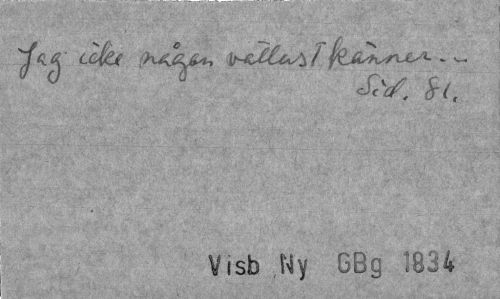 Jag icke någon vällust känner...
Sid. 81.
Visb Ny GBg 1834